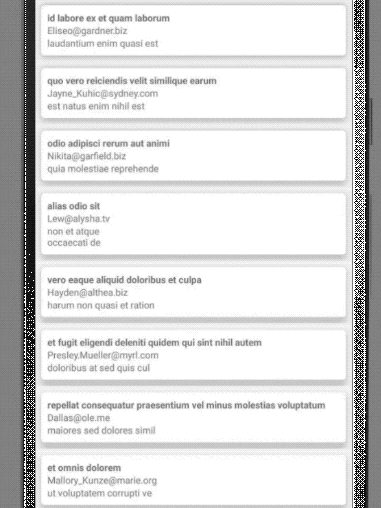 id labore ex et quam laborum
Eliseo@gardner.biz
laudantium enim quasi est
quo vero reiciendis velit similique earum
Jayne_Kuhic@sydney.com
est natus enim nihil est
odio adipisci rerum aut animi
Nikita@garfield.biz
quia molestiae reprehende
alias odio sit
Lew@alysha.tv
non et atque
occaecati de
vero eaque aliquid doloribus et culpa
Hayden@althea.biz
harum non quasi et ration
et fugit eligendi deleniti quidem qui sint nihil autem
Presley.Mueller@myrl.com
doloribus at sed quis cul
repellat consequatur praesentium vel minus molestias voluptatum
Dallas@ole.me
maiores sed dolores simil
et omnis dolorem
Mallory_Kunze@marie.org
ut voluptatem corrupti ve